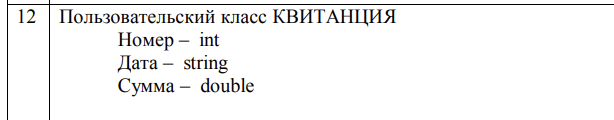 12 Пользовательский класс КВИТАНЦИЯ
Номер – int
Дата – string
Сумма – double